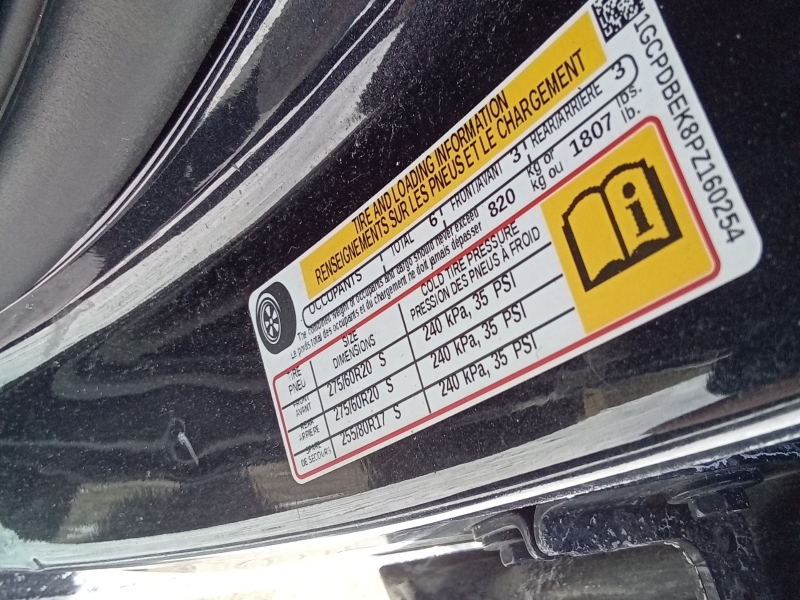 1GCPDBEK8PZ160254
TIRE AND LOADING INFORMATION
RENSEIGNEMENTS SUR LES PNEUS ET LE CHARGEMENT
OCCUPANTS TOTAL 6 FRONT/AVANT 3 REAR/ARRIÈRE 3
The combined weight of occupants and cargo should never exceed 820 kg or 1807 lbs.
Le poids total des occupants et du chargement ne doit jamais dépasser kg ou lb.
TIRE SIZE COLD TIRE PRESSURE
PNEU DIMENSIONS PRESSION DES PNEUS À FROID
FRONT
AVANT 275/60R20 S 240 kPa, 35 PSI
REAR
ARRIÈRE 275/60R20 S 240 kPa, 35 PSI
SPARE
DE SECOURS 255/80R17 S 240 kPa, 35 PSI